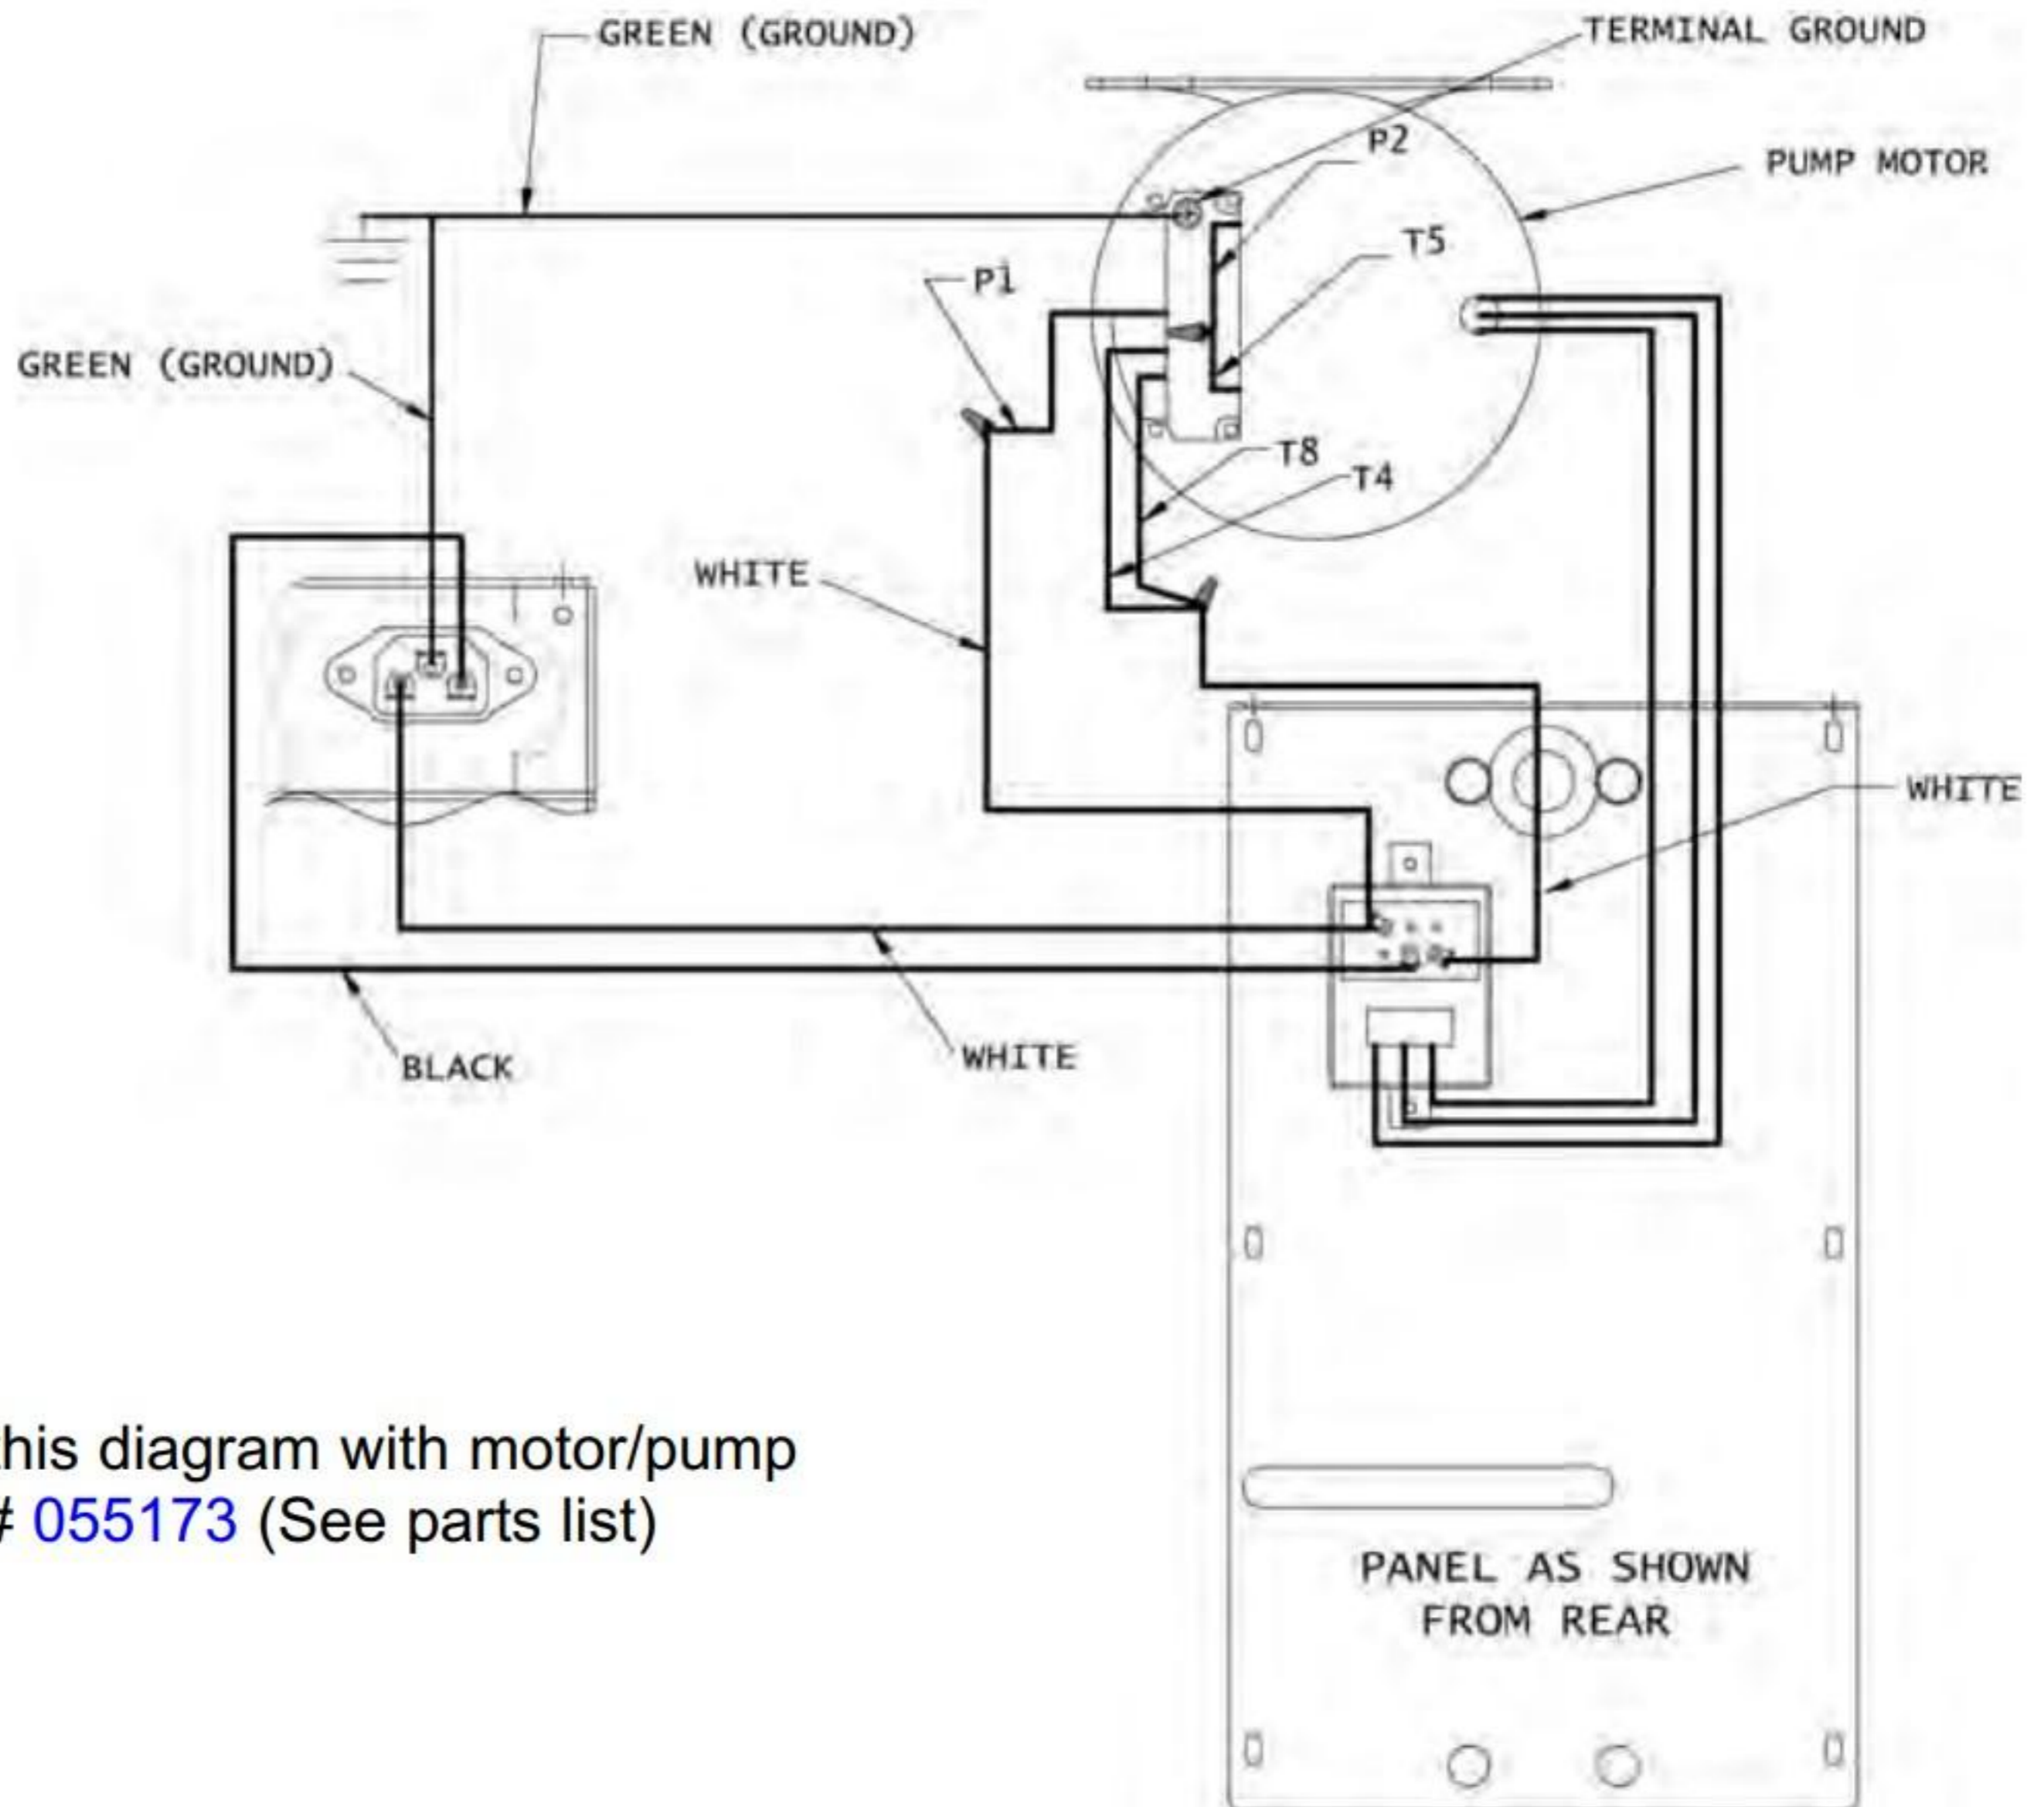 GREEN (GROUND)
TERMINAL GROUND
P2
PUMP MOTOR
T5
P1
GREEN (GROUND)
T8
T4
WHITE
WHITE
BLACK
WHITE
this diagram with motor/pump
# 055173 (See parts list)
PANEL AS SHOWN
FROM REAR